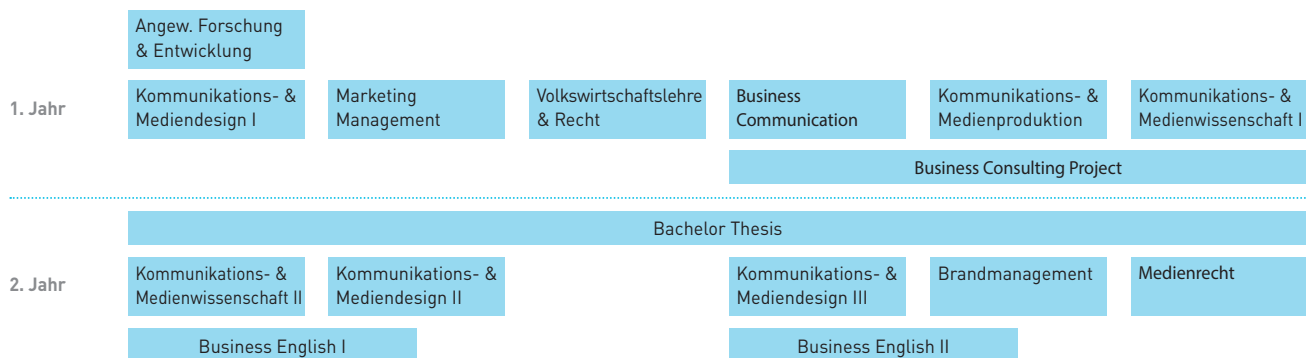 Angew. Forschung
& Entwicklung
1. Jahr
Kommunikations- &
Mediendesign I
Marketing
Management
Volkswirtschaftslehre
& Recht
Business
Communication
Kommunikations- &
Medienproduktion
Kommunikations- &
Medienwissenschaft I
Business Consulting Project
Bachelor Thesis
2. Jahr
Kommunikations- &
Medienwissenschaft II
Kommunikations- &
Mediendesign II
Kommunikations- &
Mediendesign III
Brandmanagement
Medienrecht
Business English I
Business English II